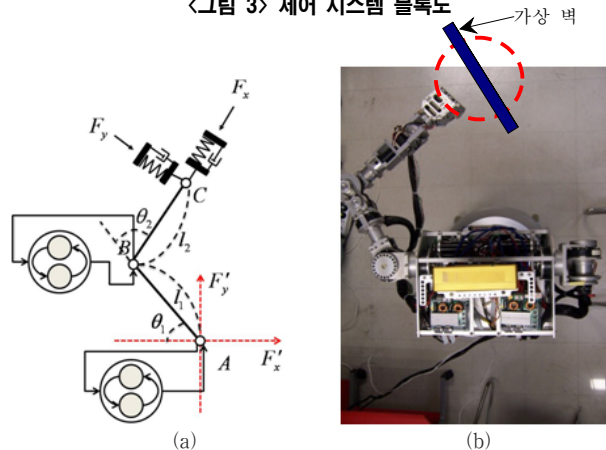 <그림 3> 제어 시스템 블록도
가상 벽
F_x
F_y
C
θ_2
B
l_2
l_1
F'_y
θ_1
A
F'_x
(a)
(b)